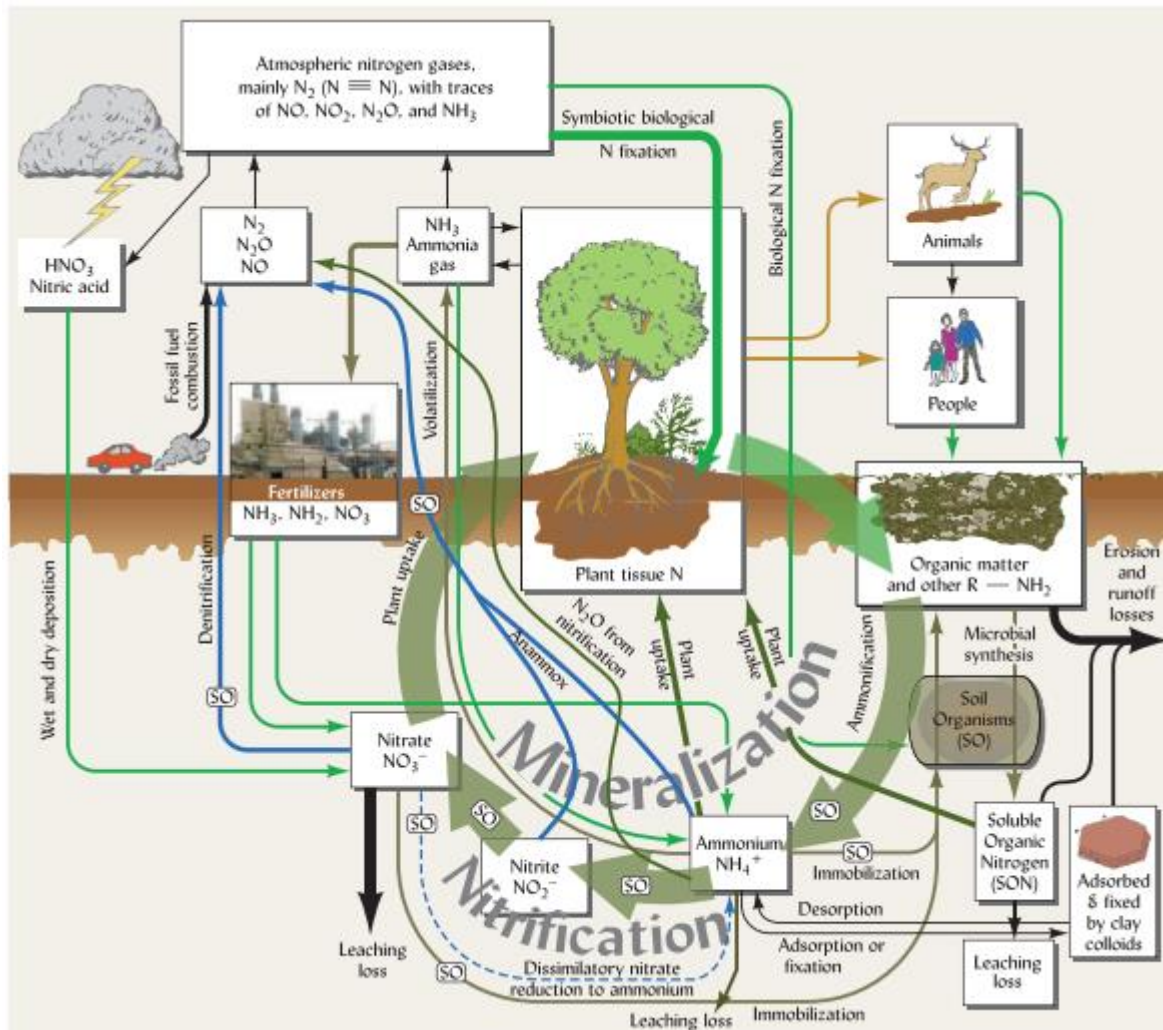 Atmospheric nitrogen gases,
mainly N₂ (N ≡ N), with traces
of NO, NO₂, N₂O, and NH₃
Symbiotic biological
N fixation
Biological N fixation
Animals
People
HNO₃
Nitric acid
N₂
N₂O
NO
NH₃
Ammonia
gas
Fossil fuel
combustion
Volatilization
Fertilizers
NH₃, NH₂, NO₃
SO
Plant tissue N
Organic matter
and other R — NH₂
Erosion and
runoff
losses
Wet and dry deposition
Denitrification
SO
Plant uptake
N₂O from
nitrification
Anammox
Plant
uptake
Plant
uptake
Ammonification
Microbial
synthesis
Soil
Organisms
(SO)
Mineralization
Nitrate
NO₃⁻
SO
SO
SO
Nitrite
NO₂⁻
SO
Ammonium
NH₄⁺
SO
Immobilization
Soluble
Organic
Nitrogen
(SON)
Adsorbed
& fixed
by clay
colloids
Nitrification
Desorption
Adsorption or
fixation
Leaching
loss
Dissimilatory nitrate
reduction to ammonium
SO
SO
Leaching loss
Immobilization
Leaching
loss